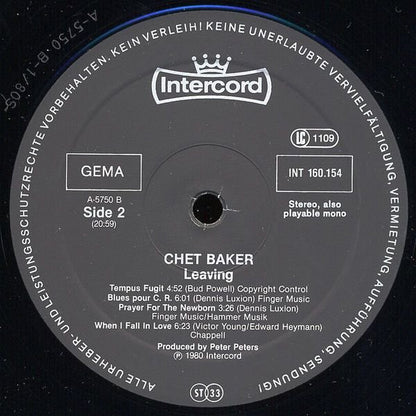 ALLE URHEBER- UND LEISTUNGSSCHUTZRECHTE VORBEHALTEN. KEIN VERLEIH! KEINE UNERLAUBTE VERVIELFÄLTIGUNG, VERMIETUNG, AUFFÜHRUNG, SENDUNG!
Intercord
LC 1109
GEMA
INT 160.154
A-5750 B
Side 2
(20:59)
Stereo, also
playable mono
CHET BAKER
Leaving
Tempus Fugit 4:52 (Bud Powell) Copyright Control
Blues pour C. R. 6:01 (Dennis Luxion) Finger Music
Prayer For The Newborn 3:26 (Dennis Luxion)
Finger Music/Hammer Musik
When I Fall In Love 6:23 (Victor Young/Edward Heymann)
Chappell
Produced by Peter Peters
℗ 1980 Intercord
ST 33